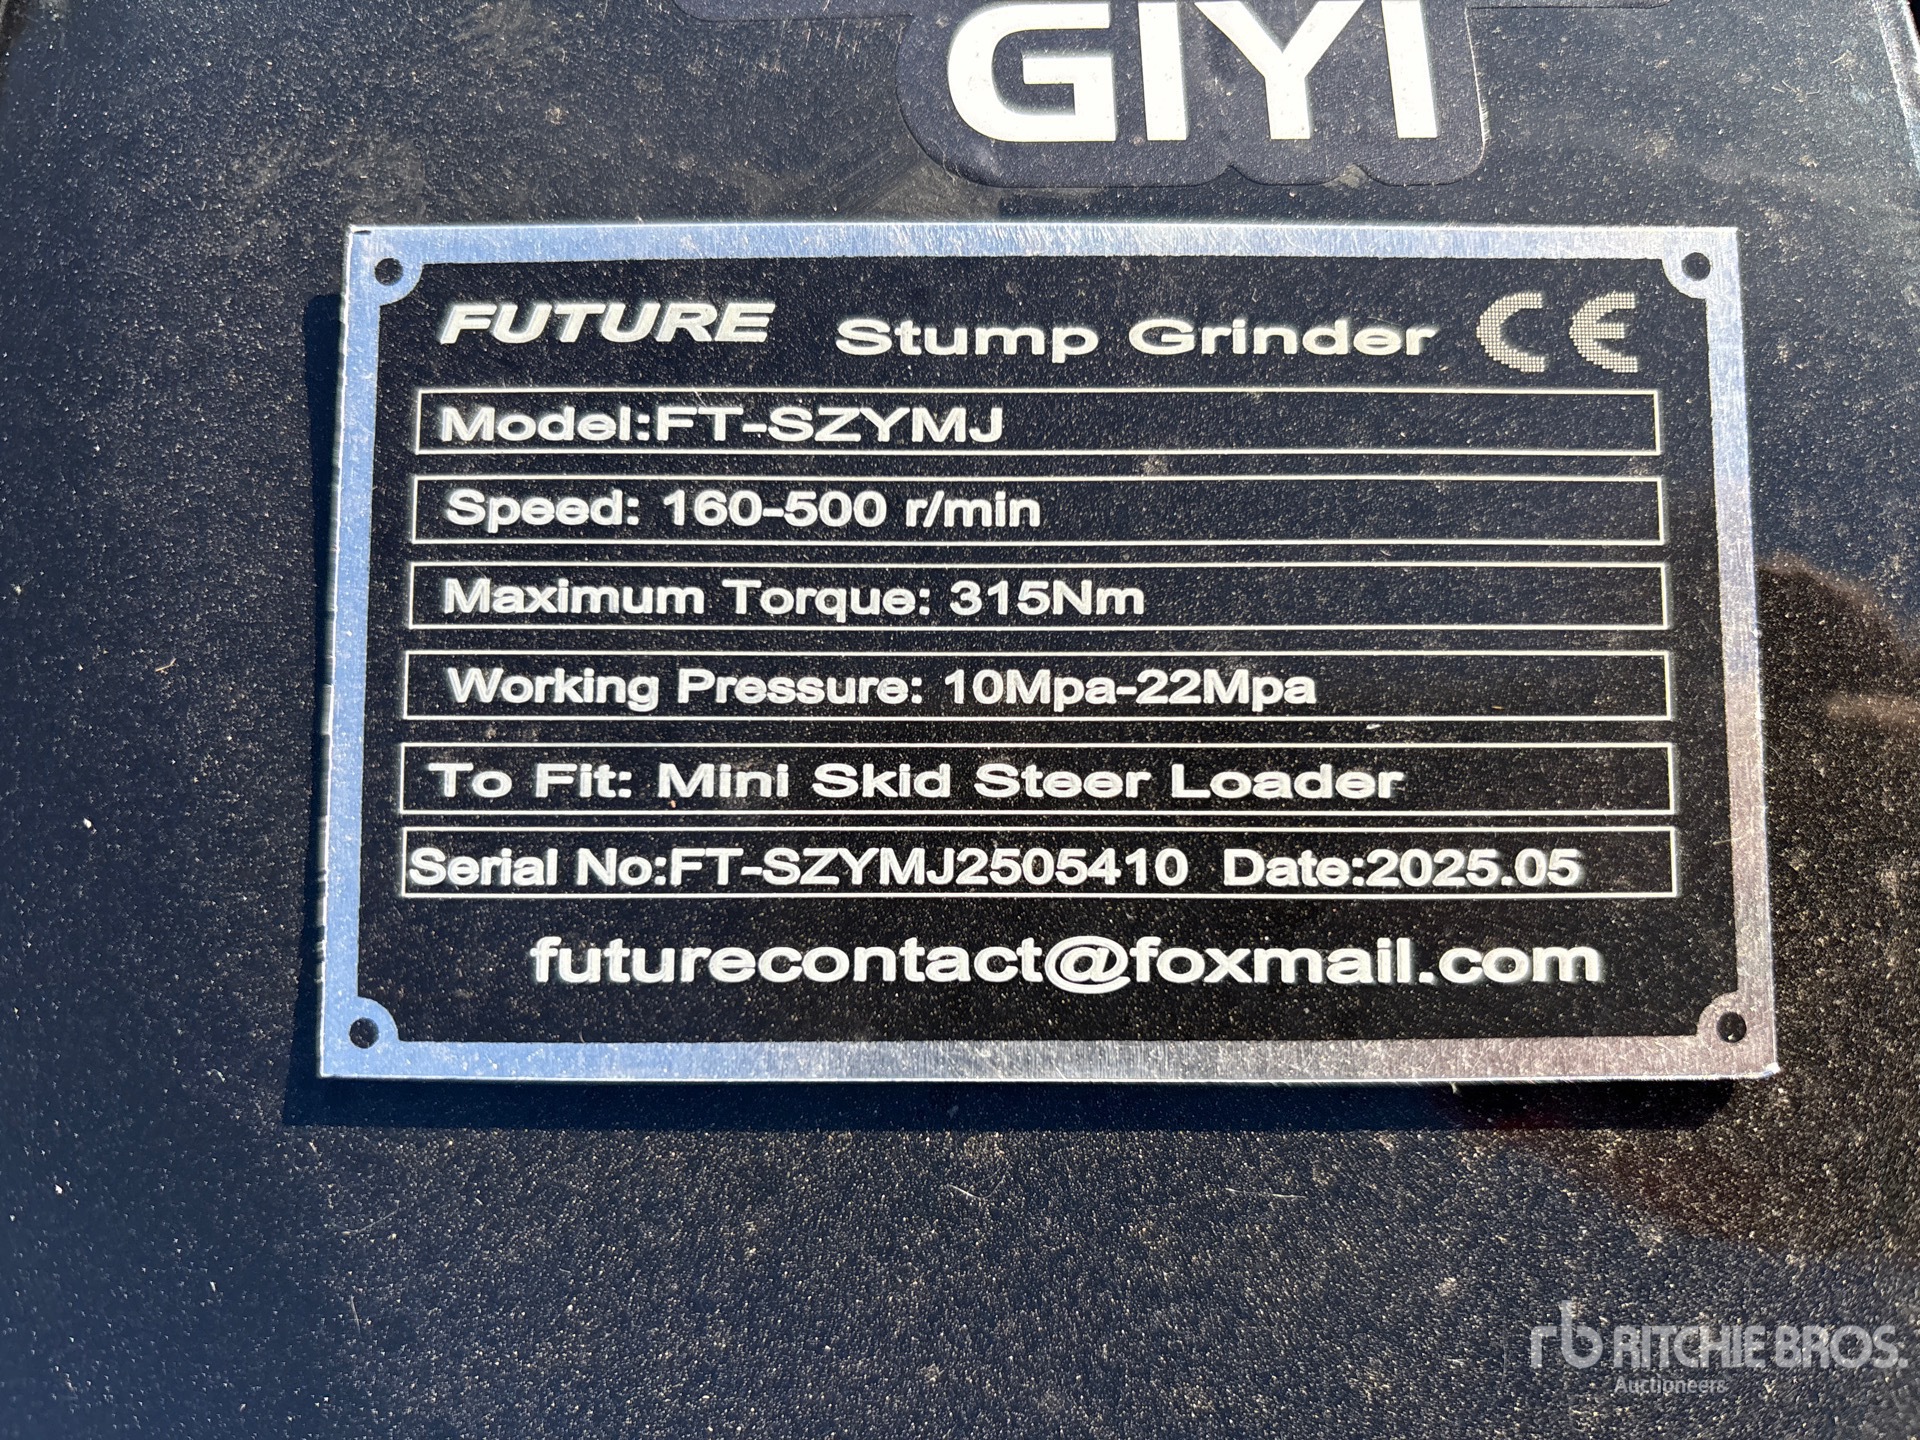 GIYI
FUTURE Stump Grinder CE
Model:FT-SZYMJ
Speed: 160-500 r/min
Maximum Torque: 315Nm
Working Pressure: 10Mpa-22Mpa
To Fit: Mini Skid Steer Loader
Serial No:FT-SZYMJ2505410 Date:2025.05
futurecontact@foxmail.com
rb RITCHIE BROS.
Auctioneers